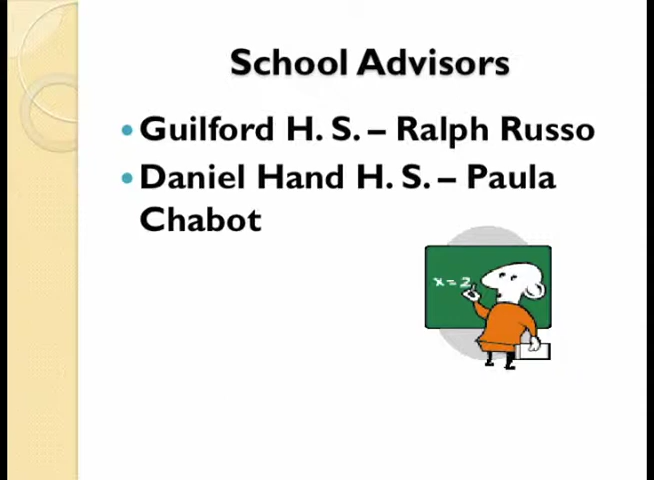 School Advisors
• Guilford H. S. – Ralph Russo
• Daniel Hand H. S. – Paula
Chabot
x = 2